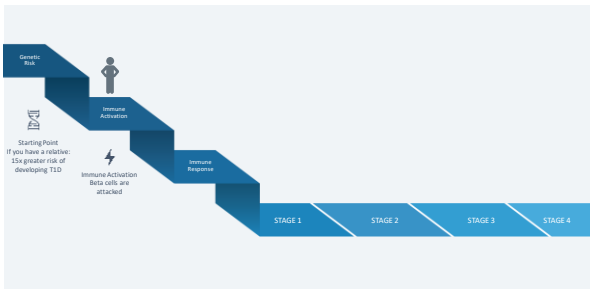 Genetic
Risk
Immune
Activation
Starting Point
If you have a relative:
15x greater risk of
developing T1D
Immune Activation
Beta cells are
attacked
Immune
Response
STAGE 1
STAGE 2
STAGE 3
STAGE 4